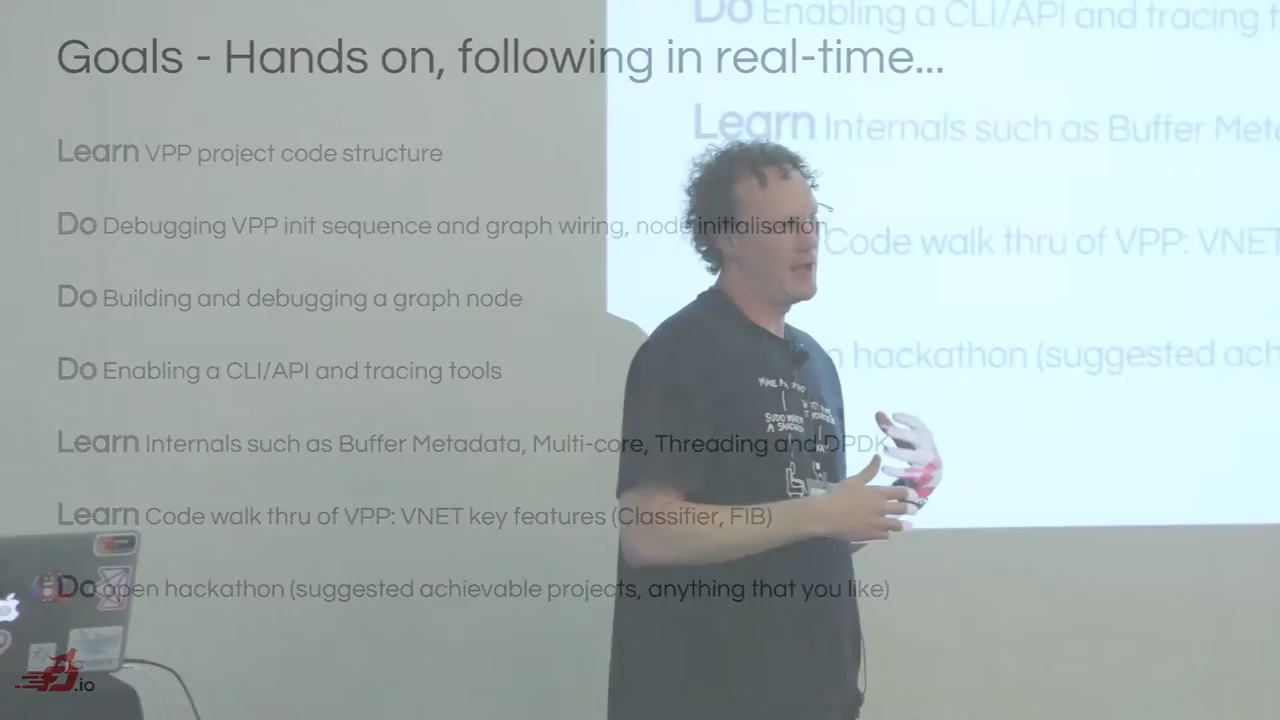 Goals - Hands on, following in real-time...
Learn VPP project code structure
Do Debugging VPP init sequence and graph wiring, node initialisation
Do Building and debugging a graph node
Do Enabling a CLI/API and tracing tools
Learn Internals such as Buffer Metadata, Multi-core, Threading and DPDK
Learn Code walk thru of VPP: VNET key features (Classifier, FIB)
Do open hackathon (suggested achievable projects, anything that you like)
.io
Do Enabling a CLI/API and tracing t
Learn Internals such as Buffer Meta
Code walk thru of VPP: VNET
n hackathon (suggested ach
SUDO
A SANDWICH